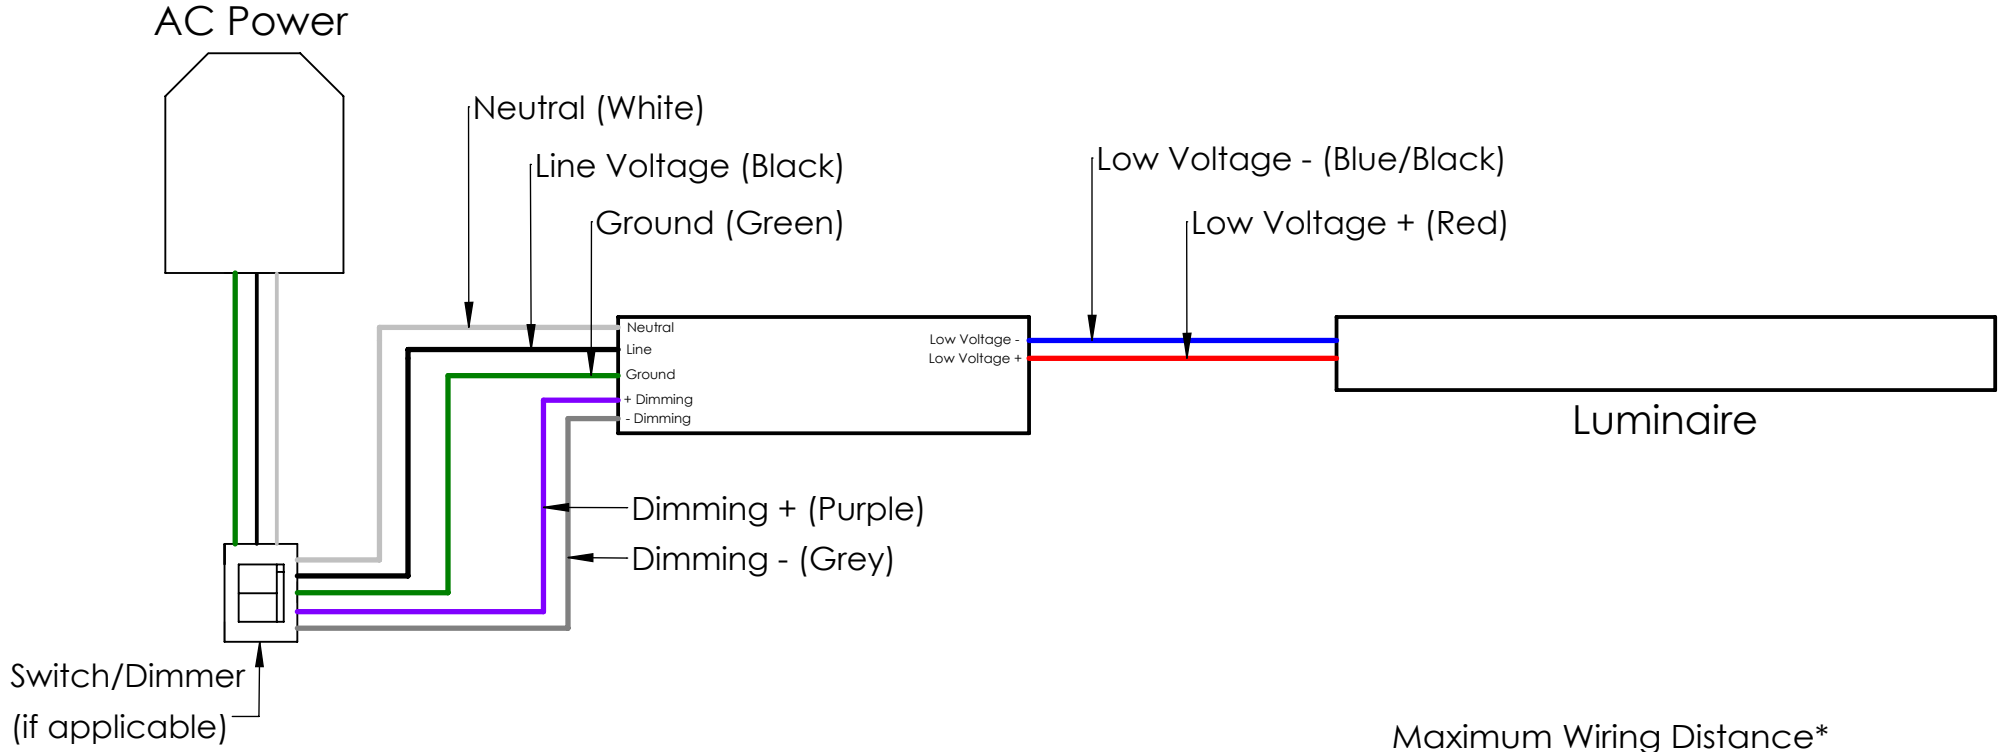 AC Power
Neutral (White)
Line Voltage (Black)
Ground (Green)
Low Voltage - (Blue/Black)
Low Voltage + (Red)
Neutral
Line
Ground
+ Dimming
- Dimming
Low Voltage -
Low Voltage +
Luminaire
Dimming + (Purple)
Dimming - (Grey)
Switch/Dimmer
(if applicable)
Maximum Wiring Distance*